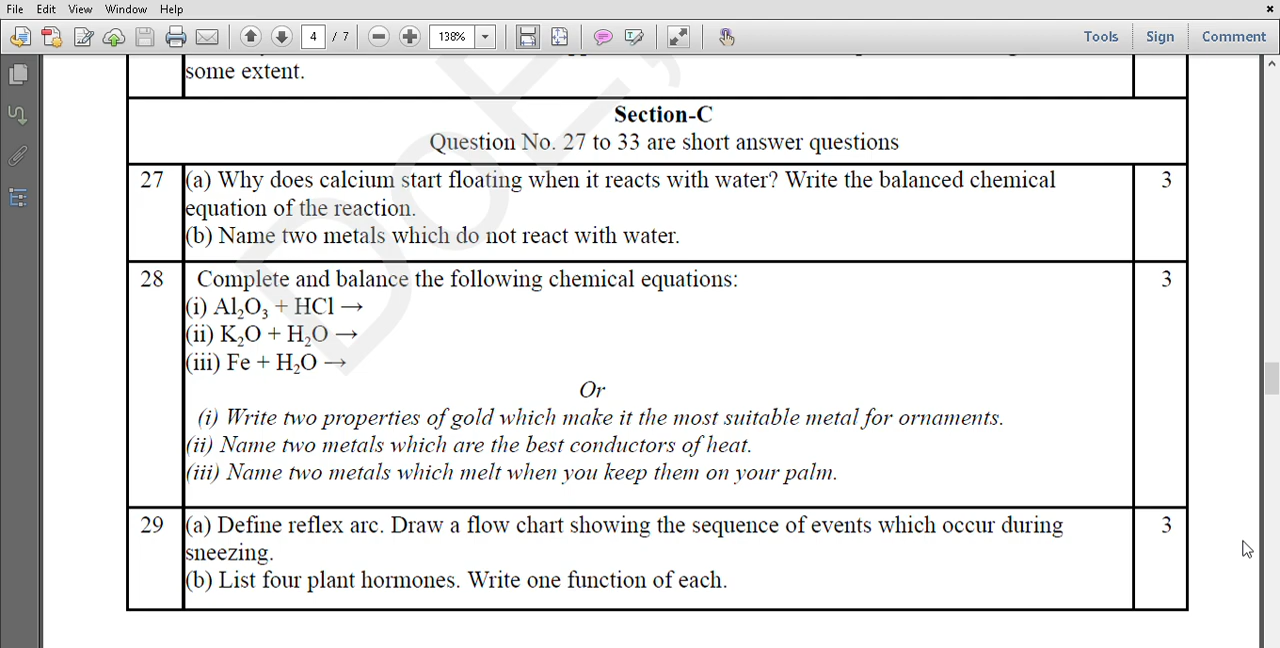 File Edit View Window Help
4 / 7 138% Tools Sign Comment
some extent.
Section-C
Question No. 27 to 33 are short answer questions
27 (a) Why does calcium start floating when it reacts with water? Write the balanced chemical 3
equation of the reaction.
(b) Name two metals which do not react with water.
28 Complete and balance the following chemical equations: 3
(i) Al₂O₃ + HCl →
(ii) K₂O + H₂O →
(iii) Fe + H₂O →
Or
(i) Write two properties of gold which make it the most suitable metal for ornaments.
(ii) Name two metals which are the best conductors of heat.
(iii) Name two metals which melt when you keep them on your palm.
29 (a) Define reflex arc. Draw a flow chart showing the sequence of events which occur during 3
sneezing.
(b) List four plant hormones. Write one function of each.
DoE,